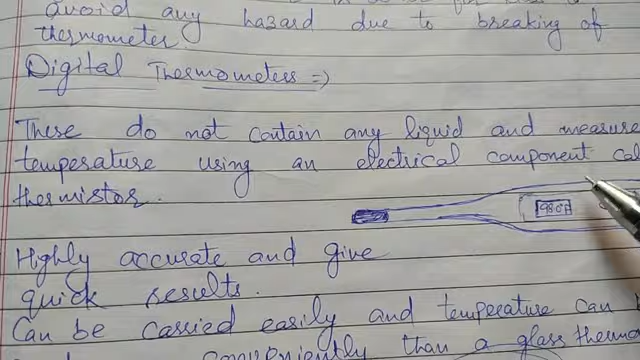 avoid any hazard due to breaking of
thermometer.
Digital Thermometers =>
These do not contain any liquid and measure
temperature using an electrical component cal
thermistor.
Highly accurate and give
quick results.
Can be carried easily and temperature can
conveniently than a glass thermo